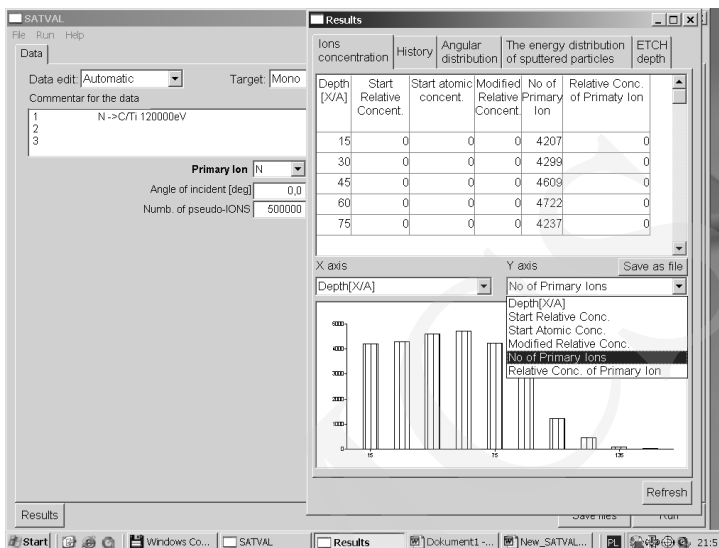 SATVAL
File Run Help
Data
Data edit: Automatic
Target: Mono
Commentar for the data
1 N ->C/Ti 120000eV
2
3
Primary Ion N
Angle of incident [deg] 0,0
Numb. of pseudo-IONS 500000
Results
Run
Results
Ions concentration
History
Angular distribution
The energy distribution of sputtered particles
ETCH depth
Depth [X/A] Start Relative Concent. Start atomic concent. Modified Relative Concent. No of Primary Ion Relative Conc. of Primaty Ion
15 0 0 0 4207 0
30 0 0 0 4299 0
45 0 0 0 4609 0
60 0 0 0 4722 0
75 0 0 0 4237 0
X axis
Y axis
Save as file
Depth[X/A]
No of Primary Ions
Depth[X/A]
Start Relative Conc.
Start Atomic Conc.
Modified Relative Conc.
No of Primary Ions
Relative Conc. of Primary Ion
5000
4000
3000
2000
1000
0
15 75 135
Refresh
Start
Windows Co...
SATVAL
Results
Dokument1 -...
New_SATVAL...
PL
21:5